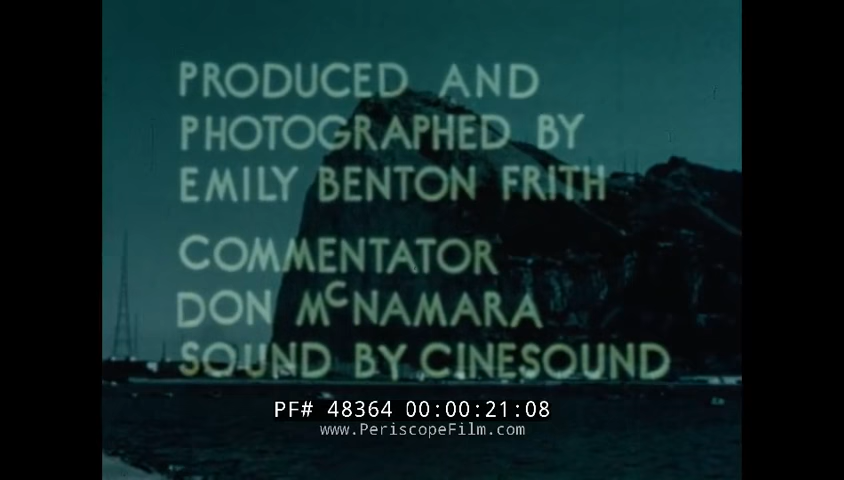 PRODUCED AND
PHOTOGRAPHED BY
EMILY BENTON FRITH
COMMENTATOR
DON McNAMARA
SOUND BY CINESOUND
PF# 48364 00:00:21:08
www.PeriscopeFilm.com